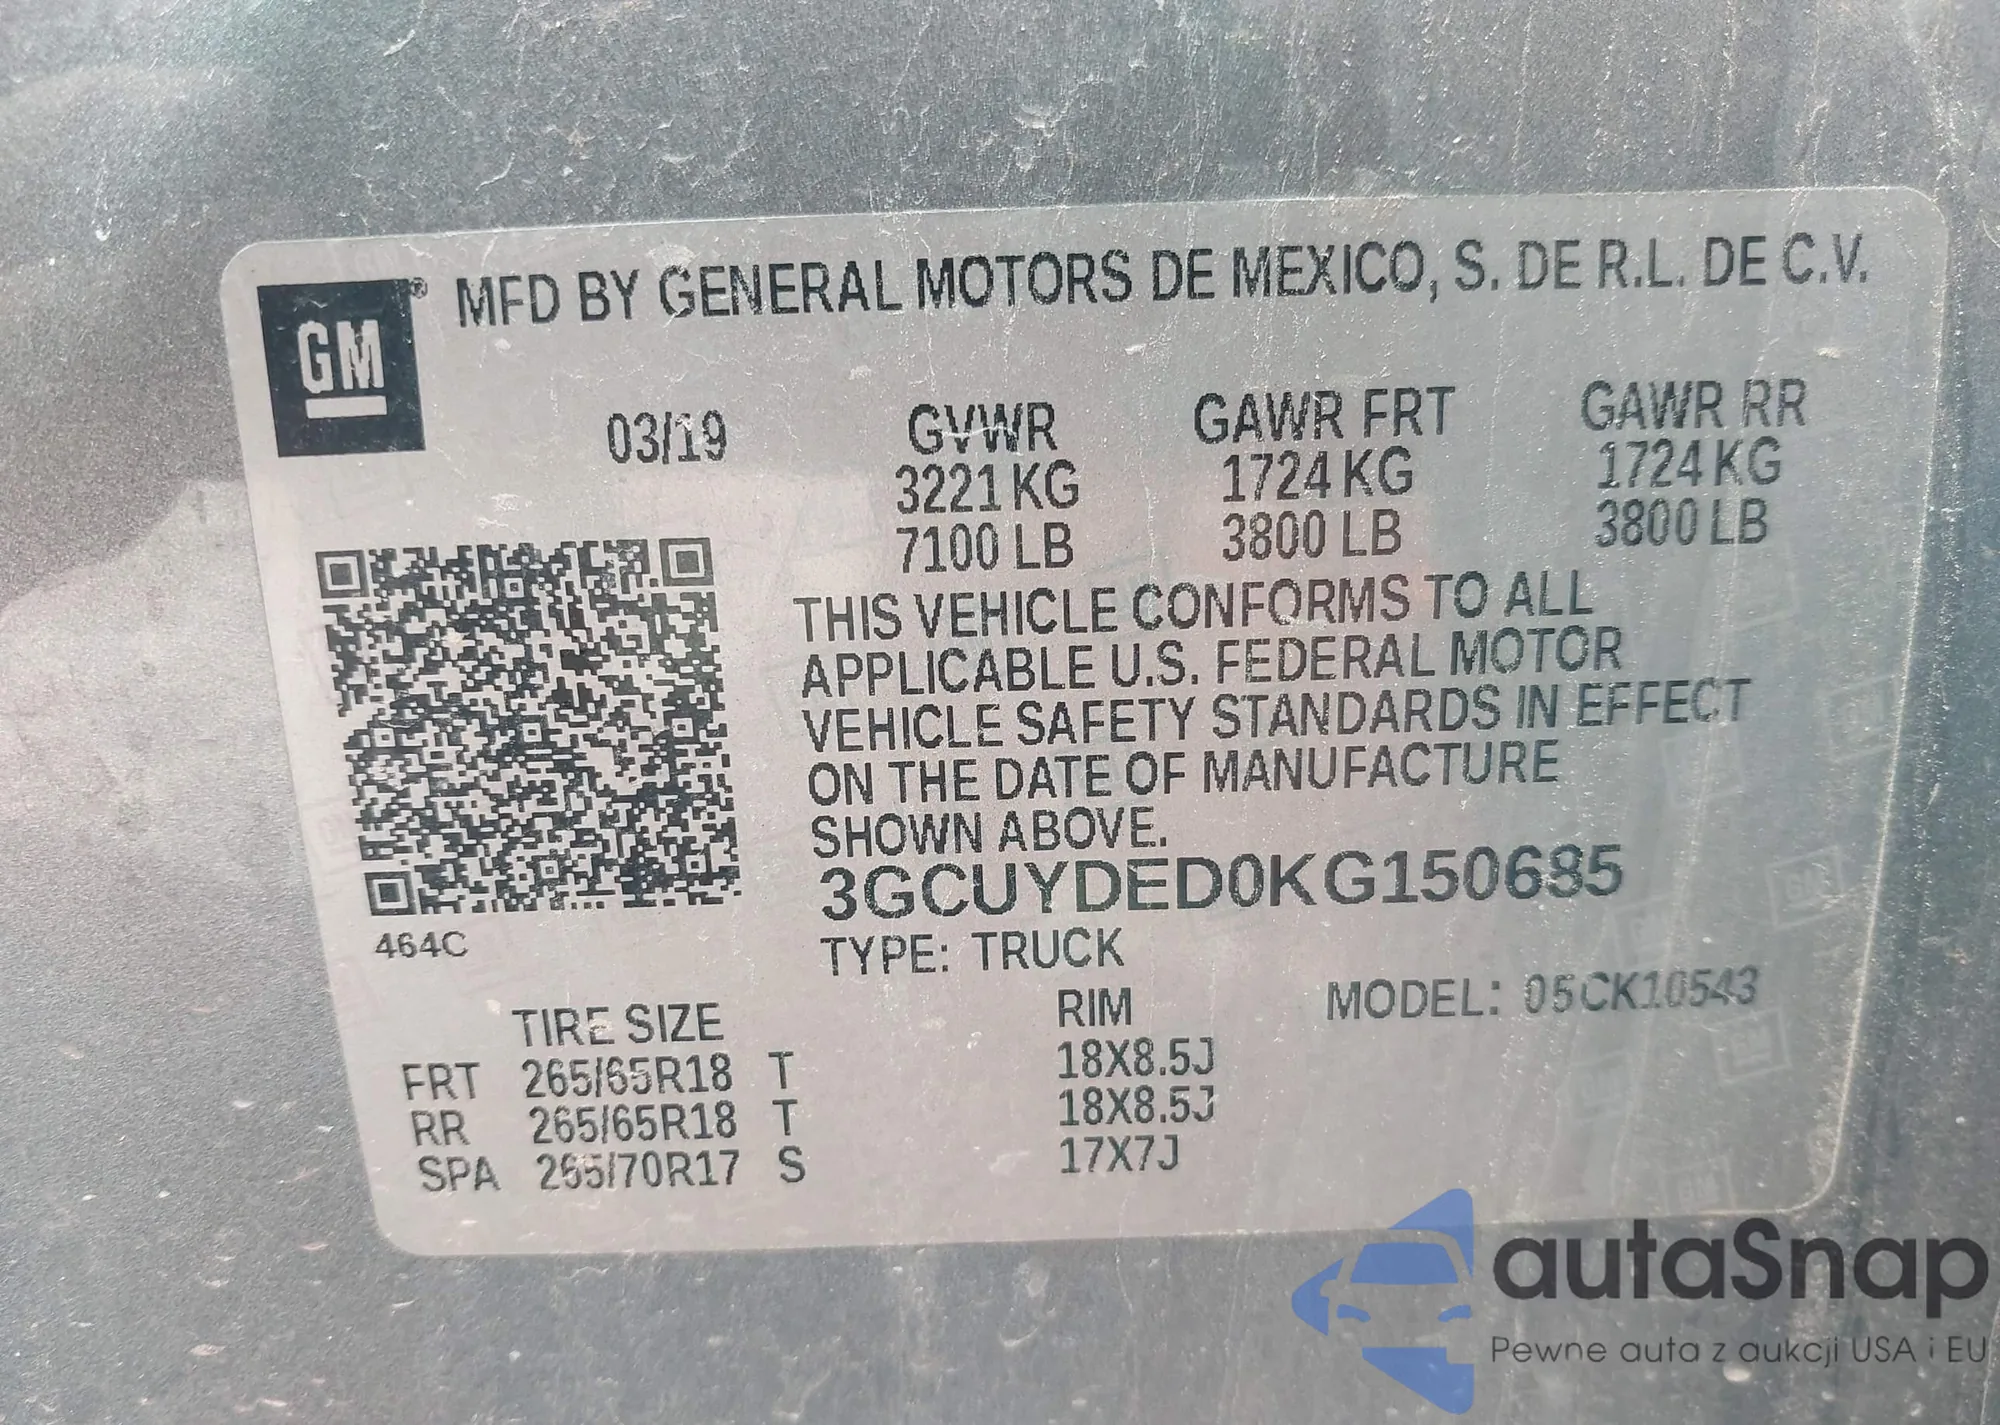 GM ® MFD BY GENERAL MOTORS DE MEXICO, S. DE R.L. DE C.V.
03/19 GVWR GAWR FRT GAWR RR
3221 KG 1724 KG 1724 KG
7100 LB 3800 LB 3800 LB
THIS VEHICLE CONFORMS TO ALL
APPLICABLE U.S. FEDERAL MOTOR
VEHICLE SAFETY STANDARDS IN EFFECT
ON THE DATE OF MANUFACTURE
SHOWN ABOVE.
3GCUYDED0KG150685
464C
TYPE: TRUCK
TIRE SIZE RIM MODEL: 05CK10543
FRT 265/65R18 T 18X8.5J
RR 265/65R18 T 18X8.5J
SPA 265/70R17 S 17X7J
autaSnap
Pewne auta z aukcji USA i EU